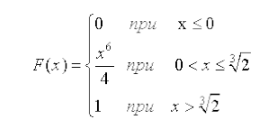 0 при x ≤ 0
F(x) = { x⁶/4 при 0 < x ≤ ∛2
1 при x > ∛2